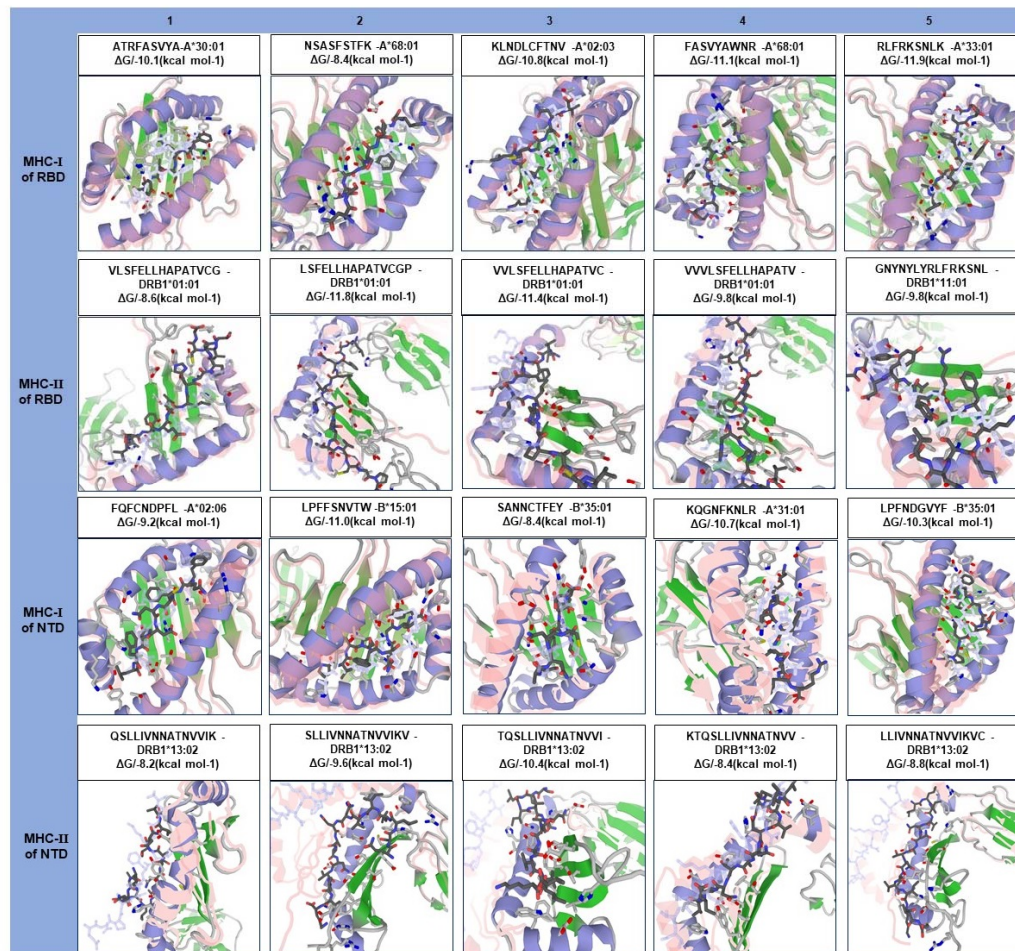 1
2
3
4
5
MHC-I
of RBD
ATRFASVYA-A*30:01
ΔG/-10.1(kcal mol-1)
NSASFSTFK -A*68:01
ΔG/-8.4(kcal mol-1)
KLNDLCFTNV -A*02:03
ΔG/-10.8(kcal mol-1)
FASVYAWNR -A*68:01
ΔG/-11.1(kcal mol-1)
RLFRKSNLK -A*33:01
ΔG/-11.9(kcal mol-1)
MHC-II
of RBD
VLSFELLHAPATVCG -
DRB1*01:01
ΔG/-8.6(kcal mol-1)
LSFELLHAPATVCGP -
DRB1*01:01
ΔG/-11.8(kcal mol-1)
VVLSFELLHAPATVC -
DRB1*01:01
ΔG/-11.4(kcal mol-1)
VVVLSFELLHAPATV -
DRB1*01:01
ΔG/-9.8(kcal mol-1)
GNYNYLYRLFRKSNL -
DRB1*11:01
ΔG/-9.8(kcal mol-1)
MHC-I
of NTD
FQFCNDPFL -A*02:06
ΔG/-9.2(kcal mol-1)
LPFFSNVTW -B*15:01
ΔG/-11.0(kcal mol-1)
SANNCTFEY -B*35:01
ΔG/-8.4(kcal mol-1)
KQGNFKNLR -A*31:01
ΔG/-10.7(kcal mol-1)
LPFNDGVYF -B*35:01
ΔG/-10.3(kcal mol-1)
MHC-II
of NTD
QSLLIVNNATNVVIK -
DRB1*13:02
ΔG/-8.2(kcal mol-1)
SLLIVNNATNVVIKV -
DRB1*13:02
ΔG/-9.6(kcal mol-1)
TQSLLIVNNATNVVI -
DRB1*13:02
ΔG/-10.4(kcal mol-1)
KTQSLLIVNNATNVV -
DRB1*13:02
ΔG/-8.4(kcal mol-1)
LLIVNNATNVVIKVC -
DRB1*13:02
ΔG/-8.8(kcal mol-1)